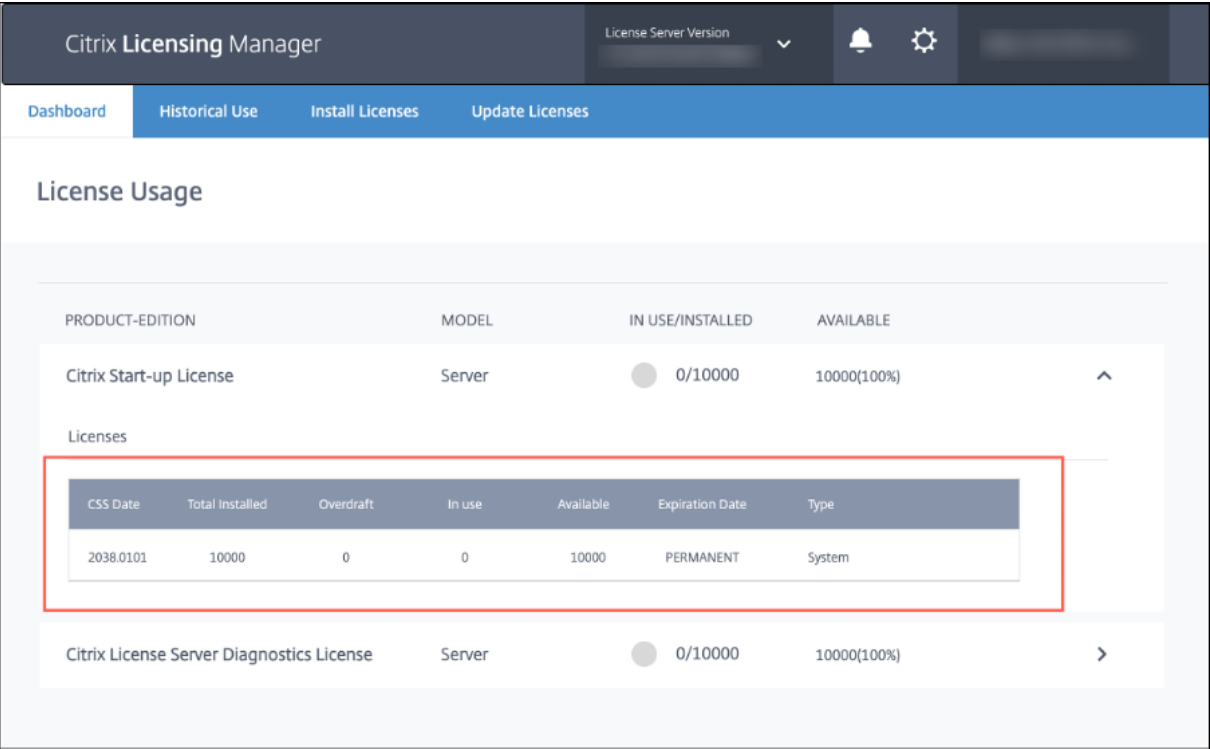 Citrix Licensing Manager
License Server Version
Dashboard Historical Use Install Licenses Update Licenses
License Usage
PRODUCT-EDITION MODEL IN USE/INSTALLED AVAILABLE
Citrix Start-up License Server 0/10000 10000(100%)
Licenses
CSS Date Total Installed Overdraft In use Available Expiration Date Type
2038.0101 10000 0 0 10000 PERMANENT System
Citrix License Server Diagnostics License Server 0/10000 10000(100%)